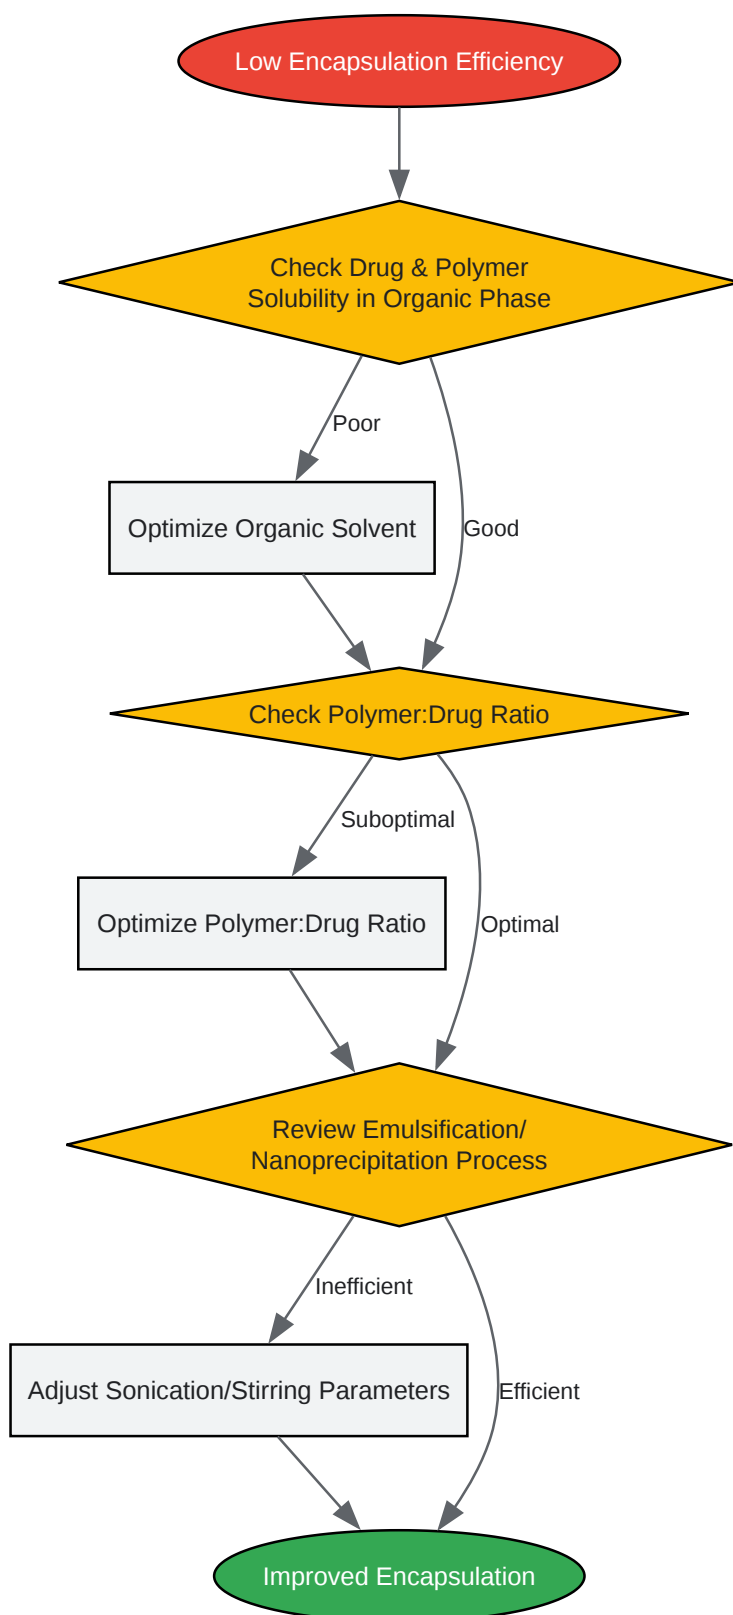 Low Encapsulation Efficiency
Check Drug & Polymer
Solubility in Organic Phase
Poor
Optimize Organic Solvent
Good
Check Polymer:Drug Ratio
Suboptimal
Optimize Polymer:Drug Ratio
Optimal
Review Emulsification/
Nanoprecipitation Process
Inefficient
Adjust Sonication/Stirring Parameters
Efficient
Improved Encapsulation